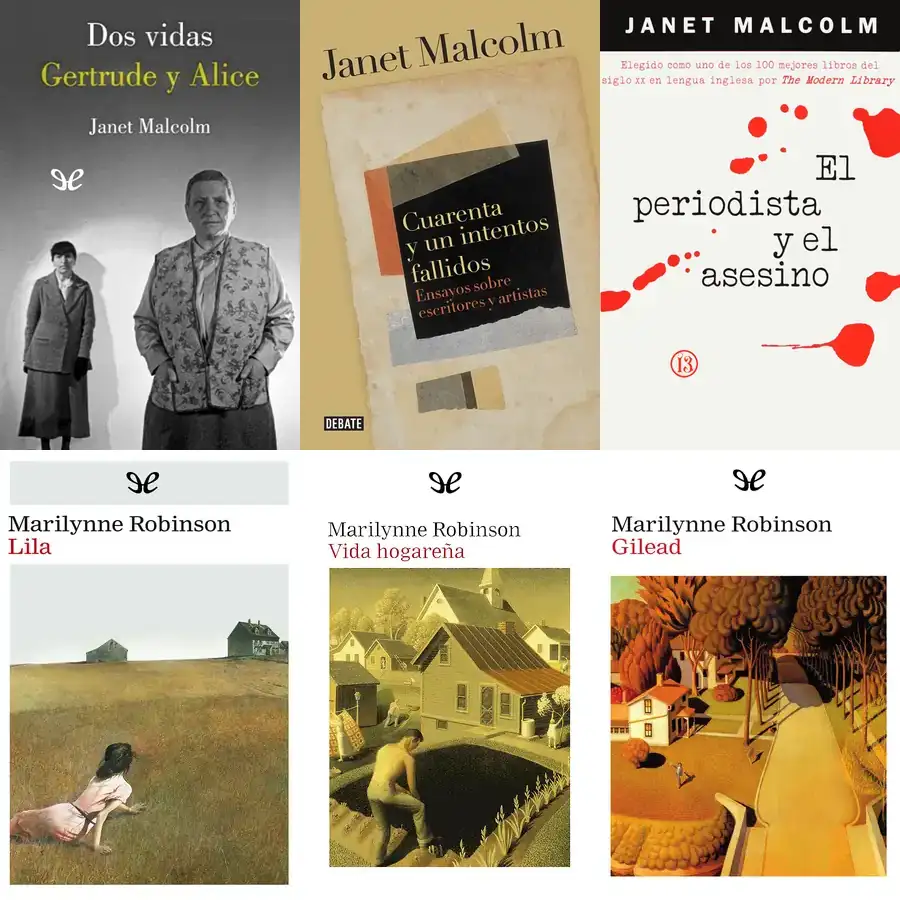 Dos vidas
Gertrude y Alice
Janet Malcolm
Janet Malcolm
Cuarenta
y un intentos
fallidos
Ensayos sobre
escritores y artistas
DEBATE
JANET MALCOLM
Elegido como uno de los 100 mejores libros del
siglo XX en lengua inglesa por The Modern Library
El
periodista
y el
asesino
13
Marilynne Robinson
Lila
Marilynne Robinson
Vida hogareña
Marilynne Robinson
Gilead